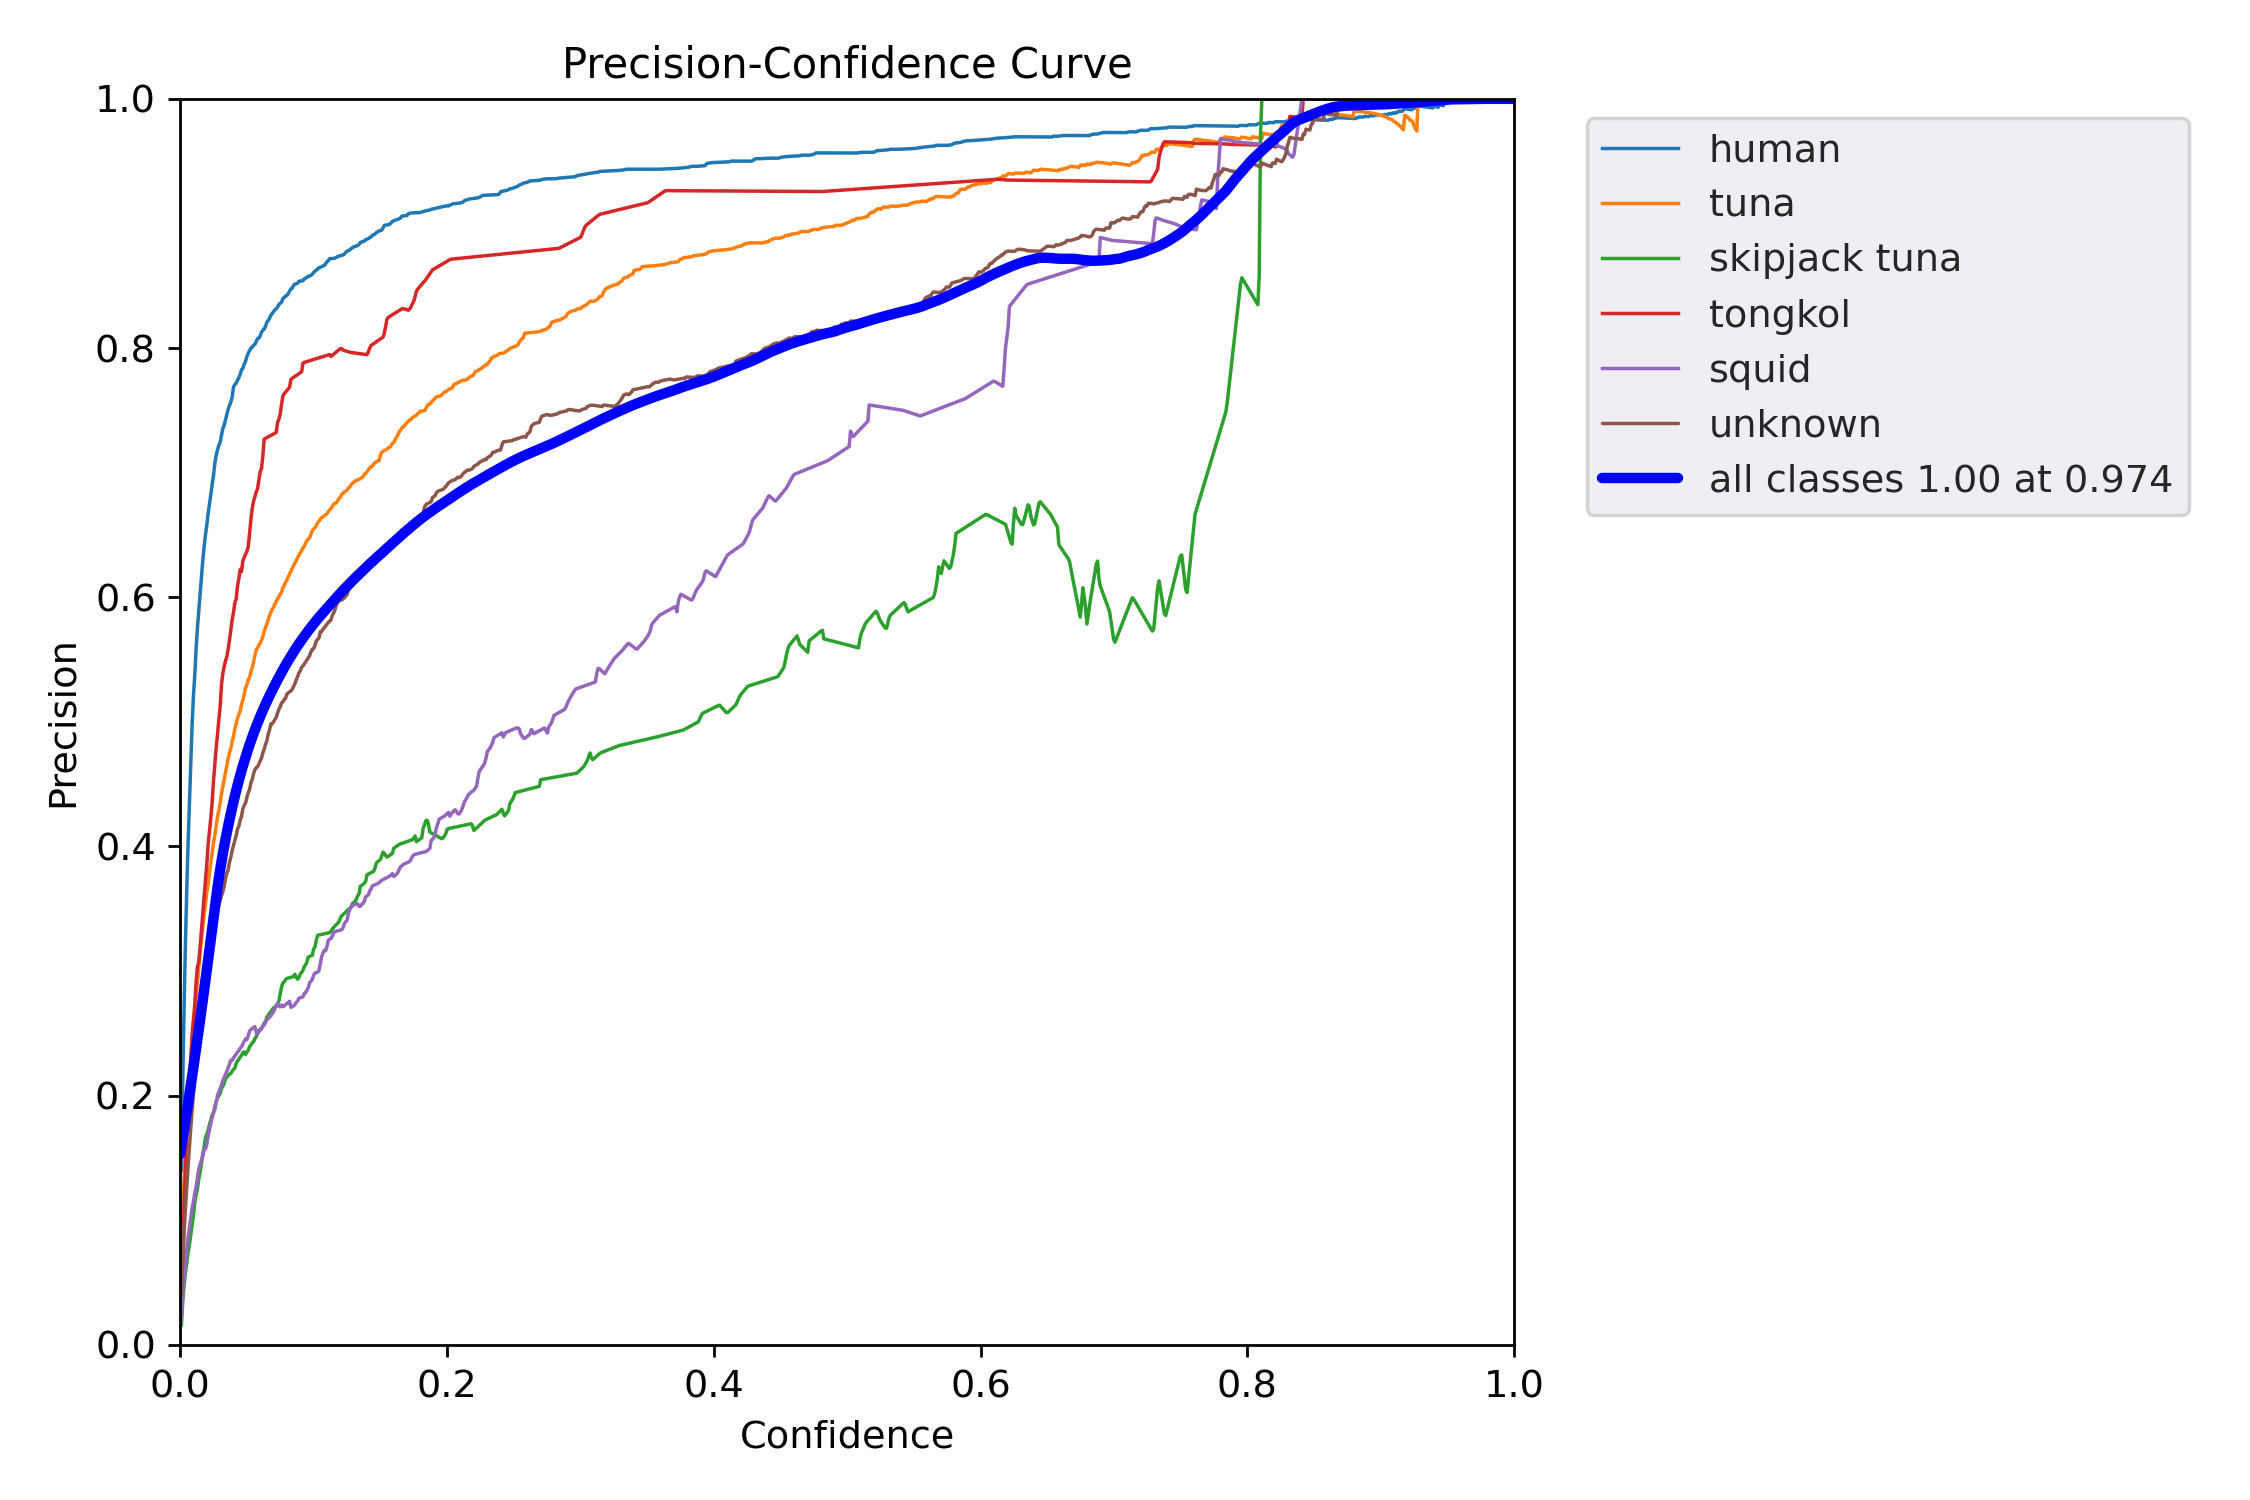 Precision-Confidence Curve
1.0
0.8
0.6
0.4
0.2
0.0
Precision
0.0 0.2 0.4 0.6 0.8 1.0
Confidence
human
tuna
skipjack tuna
tongkol
squid
unknown
all classes 1.00 at 0.974